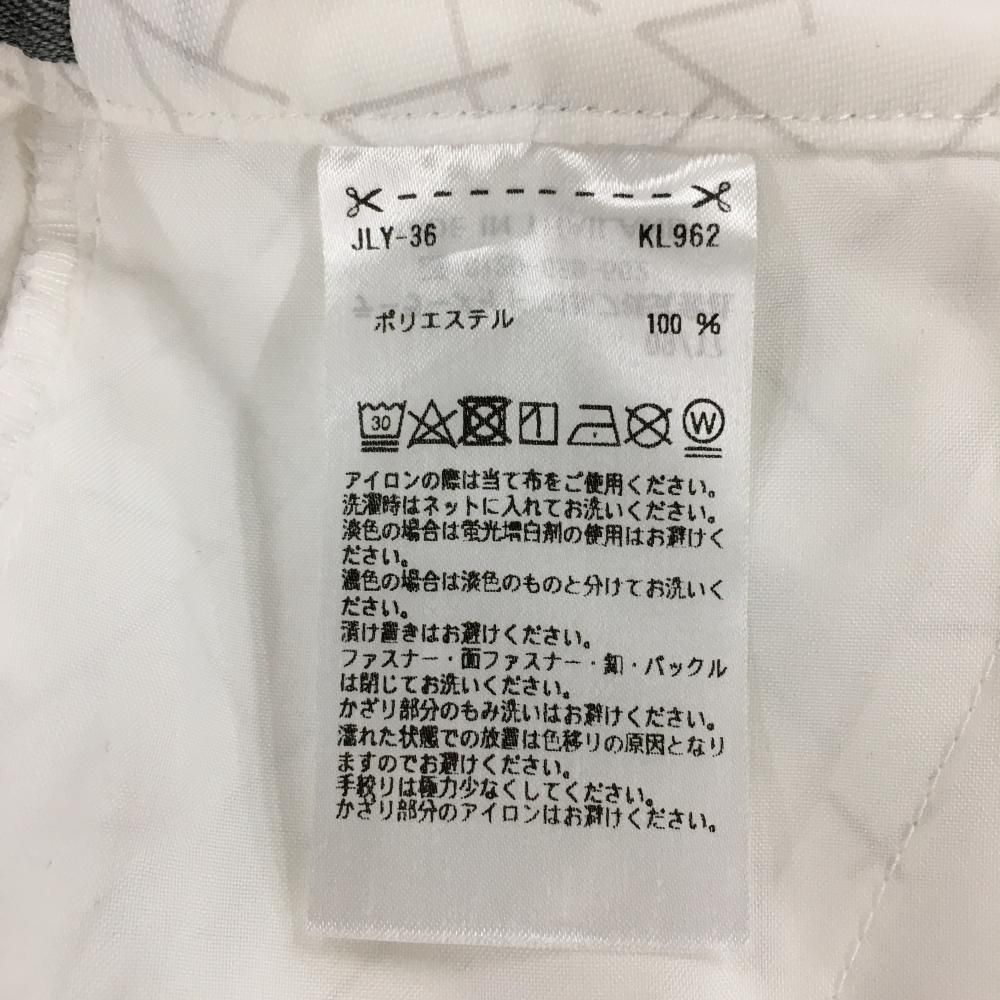 JLY-36 KL962
ポリエステル 100 %
30
W
アイロンの際は当て布をご使用ください。
洗濯時はネットに入れてお洗いください。
淡色の場合は蛍光増白剤の使用はお避けく
ださい。
濃色の場合は淡色のものと分けてお洗いく
ださい。
漬け置きはお避けください。
ファスナー・面ファスナー・釦・バックル
は閉じてお洗いください。
かざり部分のもみ洗いはお避けください。
濡れた状態での放置は色移りの原因となり
ますのでお避けください。
手絞りは極力少なくしてください。
かざり部分のアイロンはお避けください。